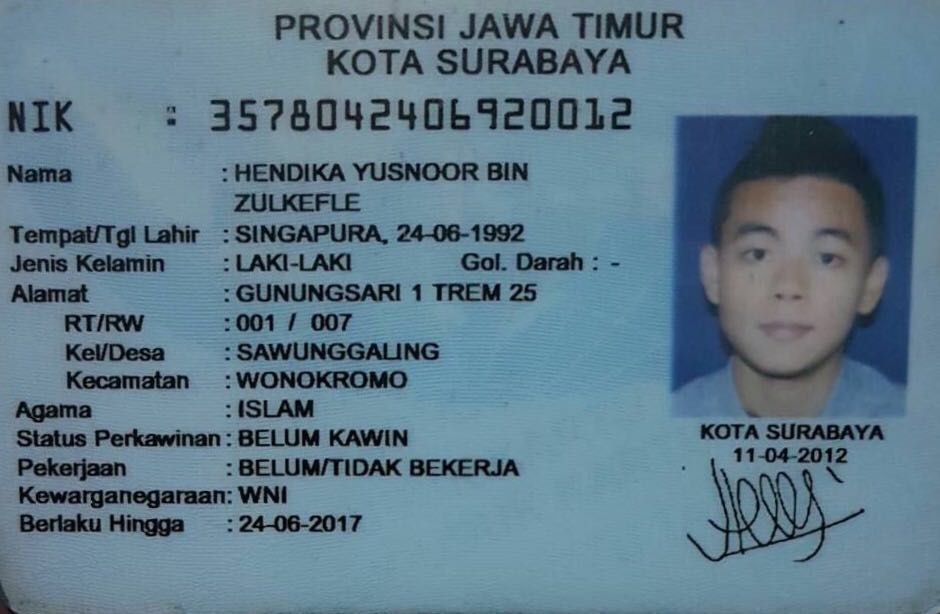 PROVINSI JAWA TIMUR
KOTA SURABAYA
NIK : 3578042406920012
Nama : HENDIKA YUSNOOR BIN
ZULKEFLE
Tempat/Tgl Lahir : SINGAPURA, 24-06-1992
Jenis Kelamin : LAKI-LAKI Gol. Darah : -
Alamat : GUNUNGSARI 1 TREM 25
RT/RW : 001 / 007
Kel/Desa : SAWUNGGALING
Kecamatan : WONOKROMO
Agama : ISLAM
Status Perkawinan : BELUM KAWIN
Pekerjaan : BELUM/TIDAK BEKERJA
Kewarganegaraan: WNI
Berlaku Hingga : 24-06-2017
KOTA SURABAYA
11-04-2012